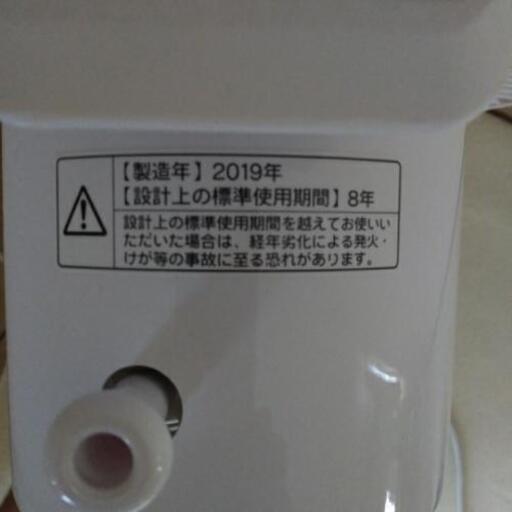 【製造年】2019年
【設計上の標準使用期間】8年
設計上の標準使用期間を越えてお使いい
ただいた場合は、経年劣化による発火・
けが等の事故に至る恐れがあります。